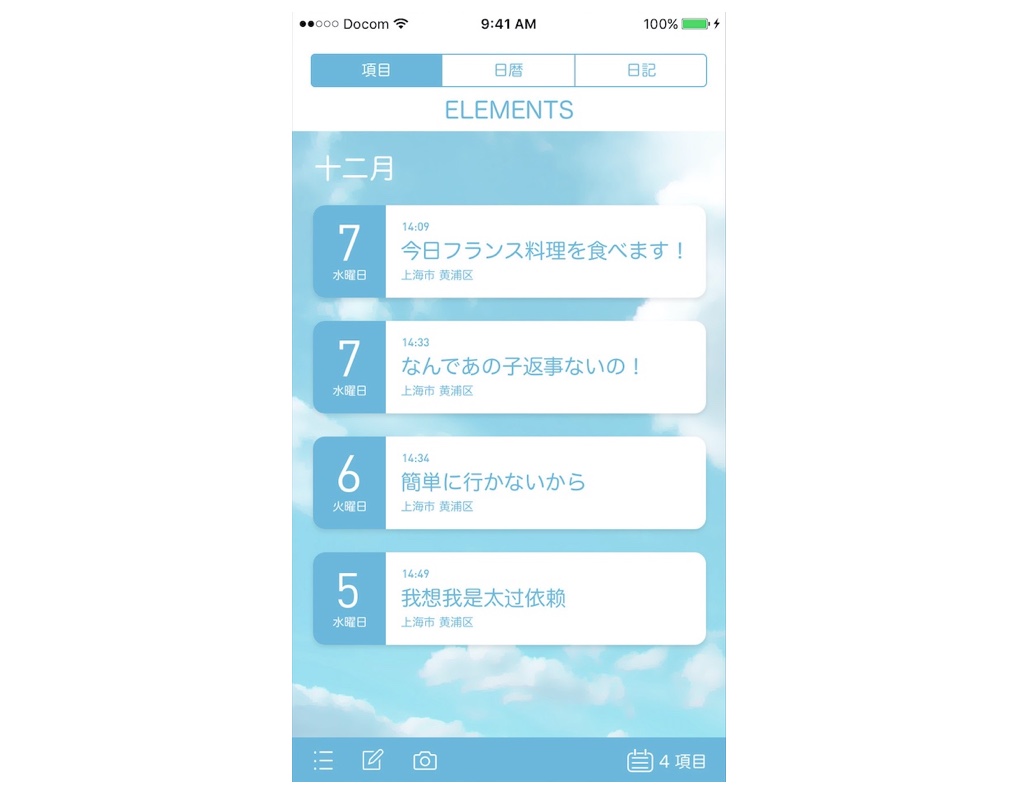 Docom 9:41 AM 100%
項目 日暦 日记
ELEMENTS
十二月
14:09
7 今日フランス料理を食べます！
水曜日 上海市 黄浦区
14:33
7 なんであの子返事ないの！
水曜日 上海市 黄浦区
14:34
6 簡単に行かないから
火曜日 上海市 黄浦区
14:49
5 我想我是太过依赖
水曜日 上海市 黄浦区
4 項目